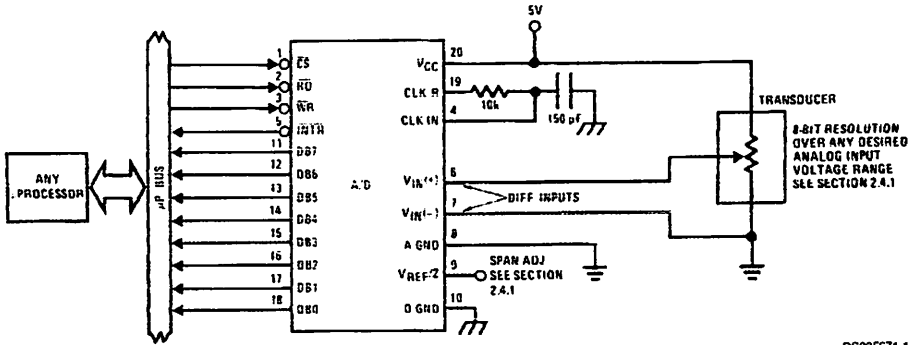 5V
1
CS
2
RD
3
WR
5
INTR
11
DB7
12
DB6
13
DB5
14
DB4
15
DB3
16
DB2
17
DB1
18
DB0
ANY
µPROCESSOR
µP BUS
A/D
20
VCC
19
CLK R
10k
4
CLK IN
150 pF
6
VIN(+)
DIFF INPUTS
7
VIN(-)
8
A GND
VREF/2
9
SPAN ADJ
SEE SECTION
2.4.1
10
D GND
TRANSDUCER
8-BIT RESOLUTION
OVER ANY DESIRED
ANALOG INPUT
VOLTAGE RANGE
SEE SECTION 2.4.1